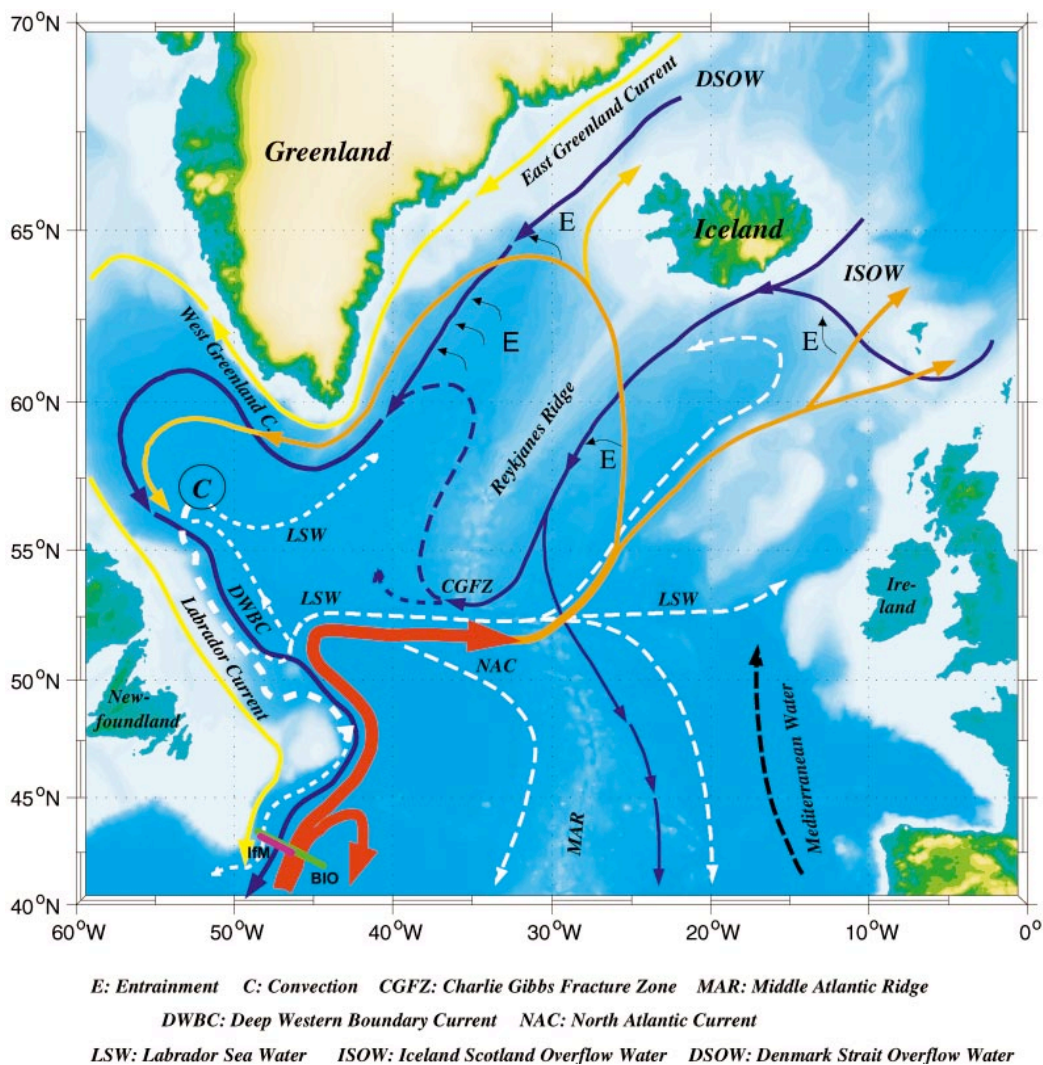 70°N
65°N
60°N
55°N
50°N
45°N
40°N
60°W
50°W
40°W
30°W
20°W
10°W
0°
Greenland
East Greenland Current
DSOW
E
Iceland
ISOW
E
E
West Greenland C
Reykjanes Ridge
E
C
LSW
CGFZ
LSW
LSW
Ire-
land
DWBC
Labrador Current
NAC
New-
foundland
Mediterranean Water
MAR
IfM
BIO
E: Entrainment C: Convection CGFZ: Charlie Gibbs Fracture Zone MAR: Middle Atlantic Ridge
DWBC: Deep Western Boundary Current NAC: North Atlantic Current
LSW: Labrador Sea Water ISOW: Iceland Scotland Overflow Water DSOW: Denmark Strait Overflow Water